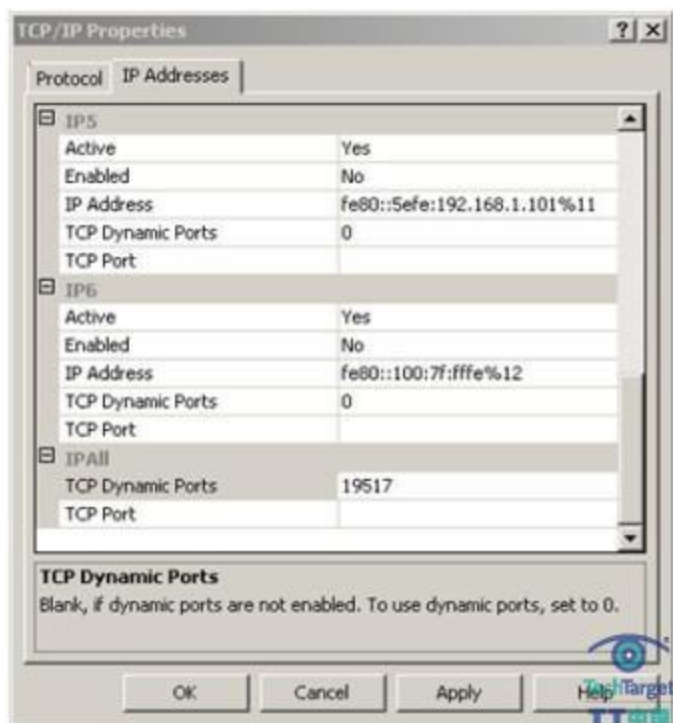 TCP/IP Properties
? X
Protocol IP Addresses
IP5
Active Yes
Enabled No
IP Address fe80::5efe:192.168.1.101%11
TCP Dynamic Ports 0
TCP Port
IP6
Active Yes
Enabled No
IP Address fe80::100:7f:fffe%12
TCP Dynamic Ports 0
TCP Port
IPAll
TCP Dynamic Ports 19517
TCP Port
TCP Dynamic Ports
Blank, if dynamic ports are not enabled. To use dynamic ports, set to 0.
OK Cancel Apply Help
TechTarget